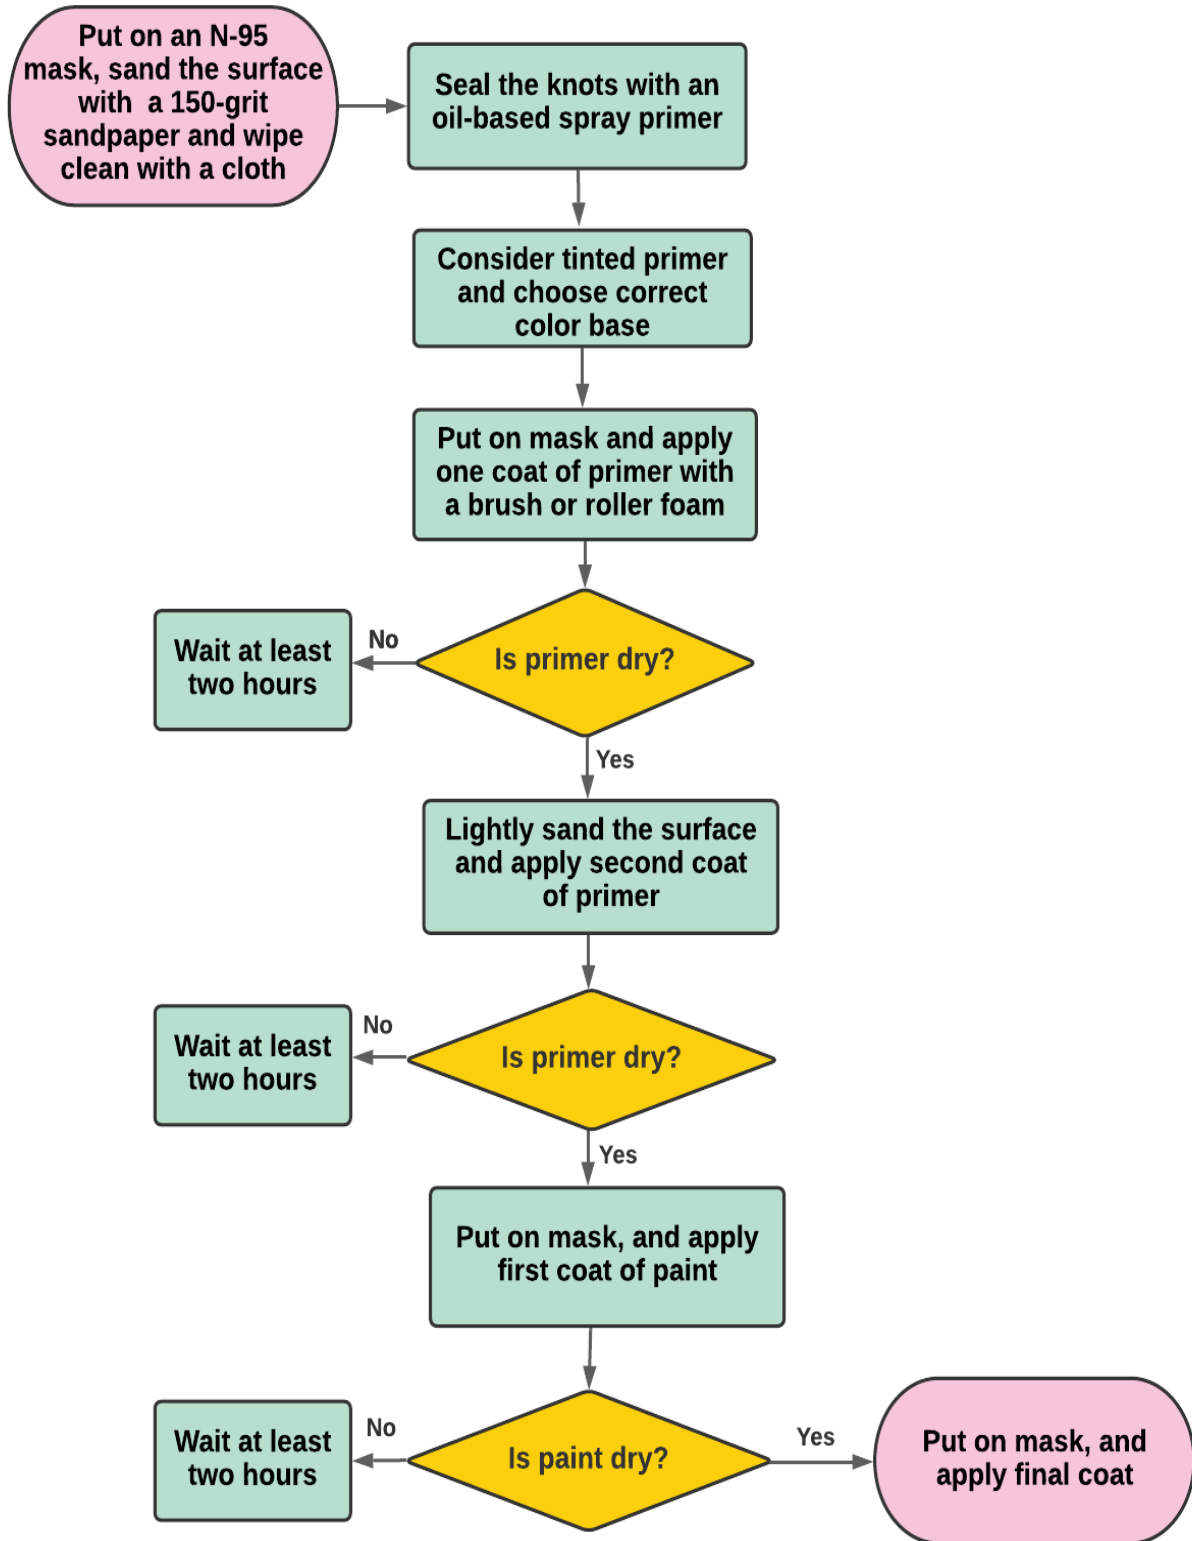 Put on an N-95
mask, sand the surface
with a 150-grit
sandpaper and wipe
clean with a cloth
Seal the knots with an
oil-based spray primer
Consider tinted primer
and choose correct
color base
Put on mask and apply
one coat of primer with
a brush or roller foam
Is primer dry?
No
Wait at least
two hours
Yes
Lightly sand the surface
and apply second coat
of primer
Is primer dry?
No
Wait at least
two hours
Yes
Put on mask, and apply
first coat of paint
Is paint dry?
No
Wait at least
two hours
Yes
Put on mask, and
apply final coat